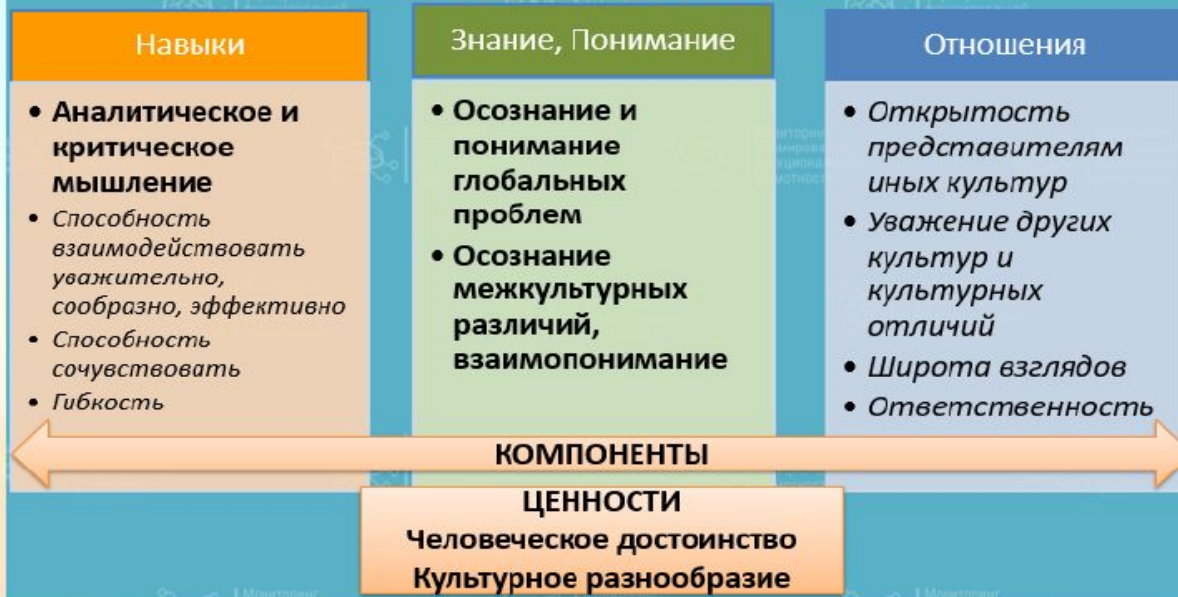 Навыки
• Аналитическое и
критическое
мышление
• Способность
взаимодействовать
уважительно,
сообразно, эффективно
• Способность
сочувствовать
• Гибкость
Знание, Понимание
• Осознание и
понимание
глобальных
проблем
• Осознание
межкультурных
различий,
взаимопонимание
Отношения
• Открытость
представителям
иных культур
• Уважение других
культур и
культурных
отличий
• Широта взглядов
• Ответственность
КОМПОНЕНТЫ
ЦЕННОСТИ
Человеческое достоинство
Культурное разнообразие